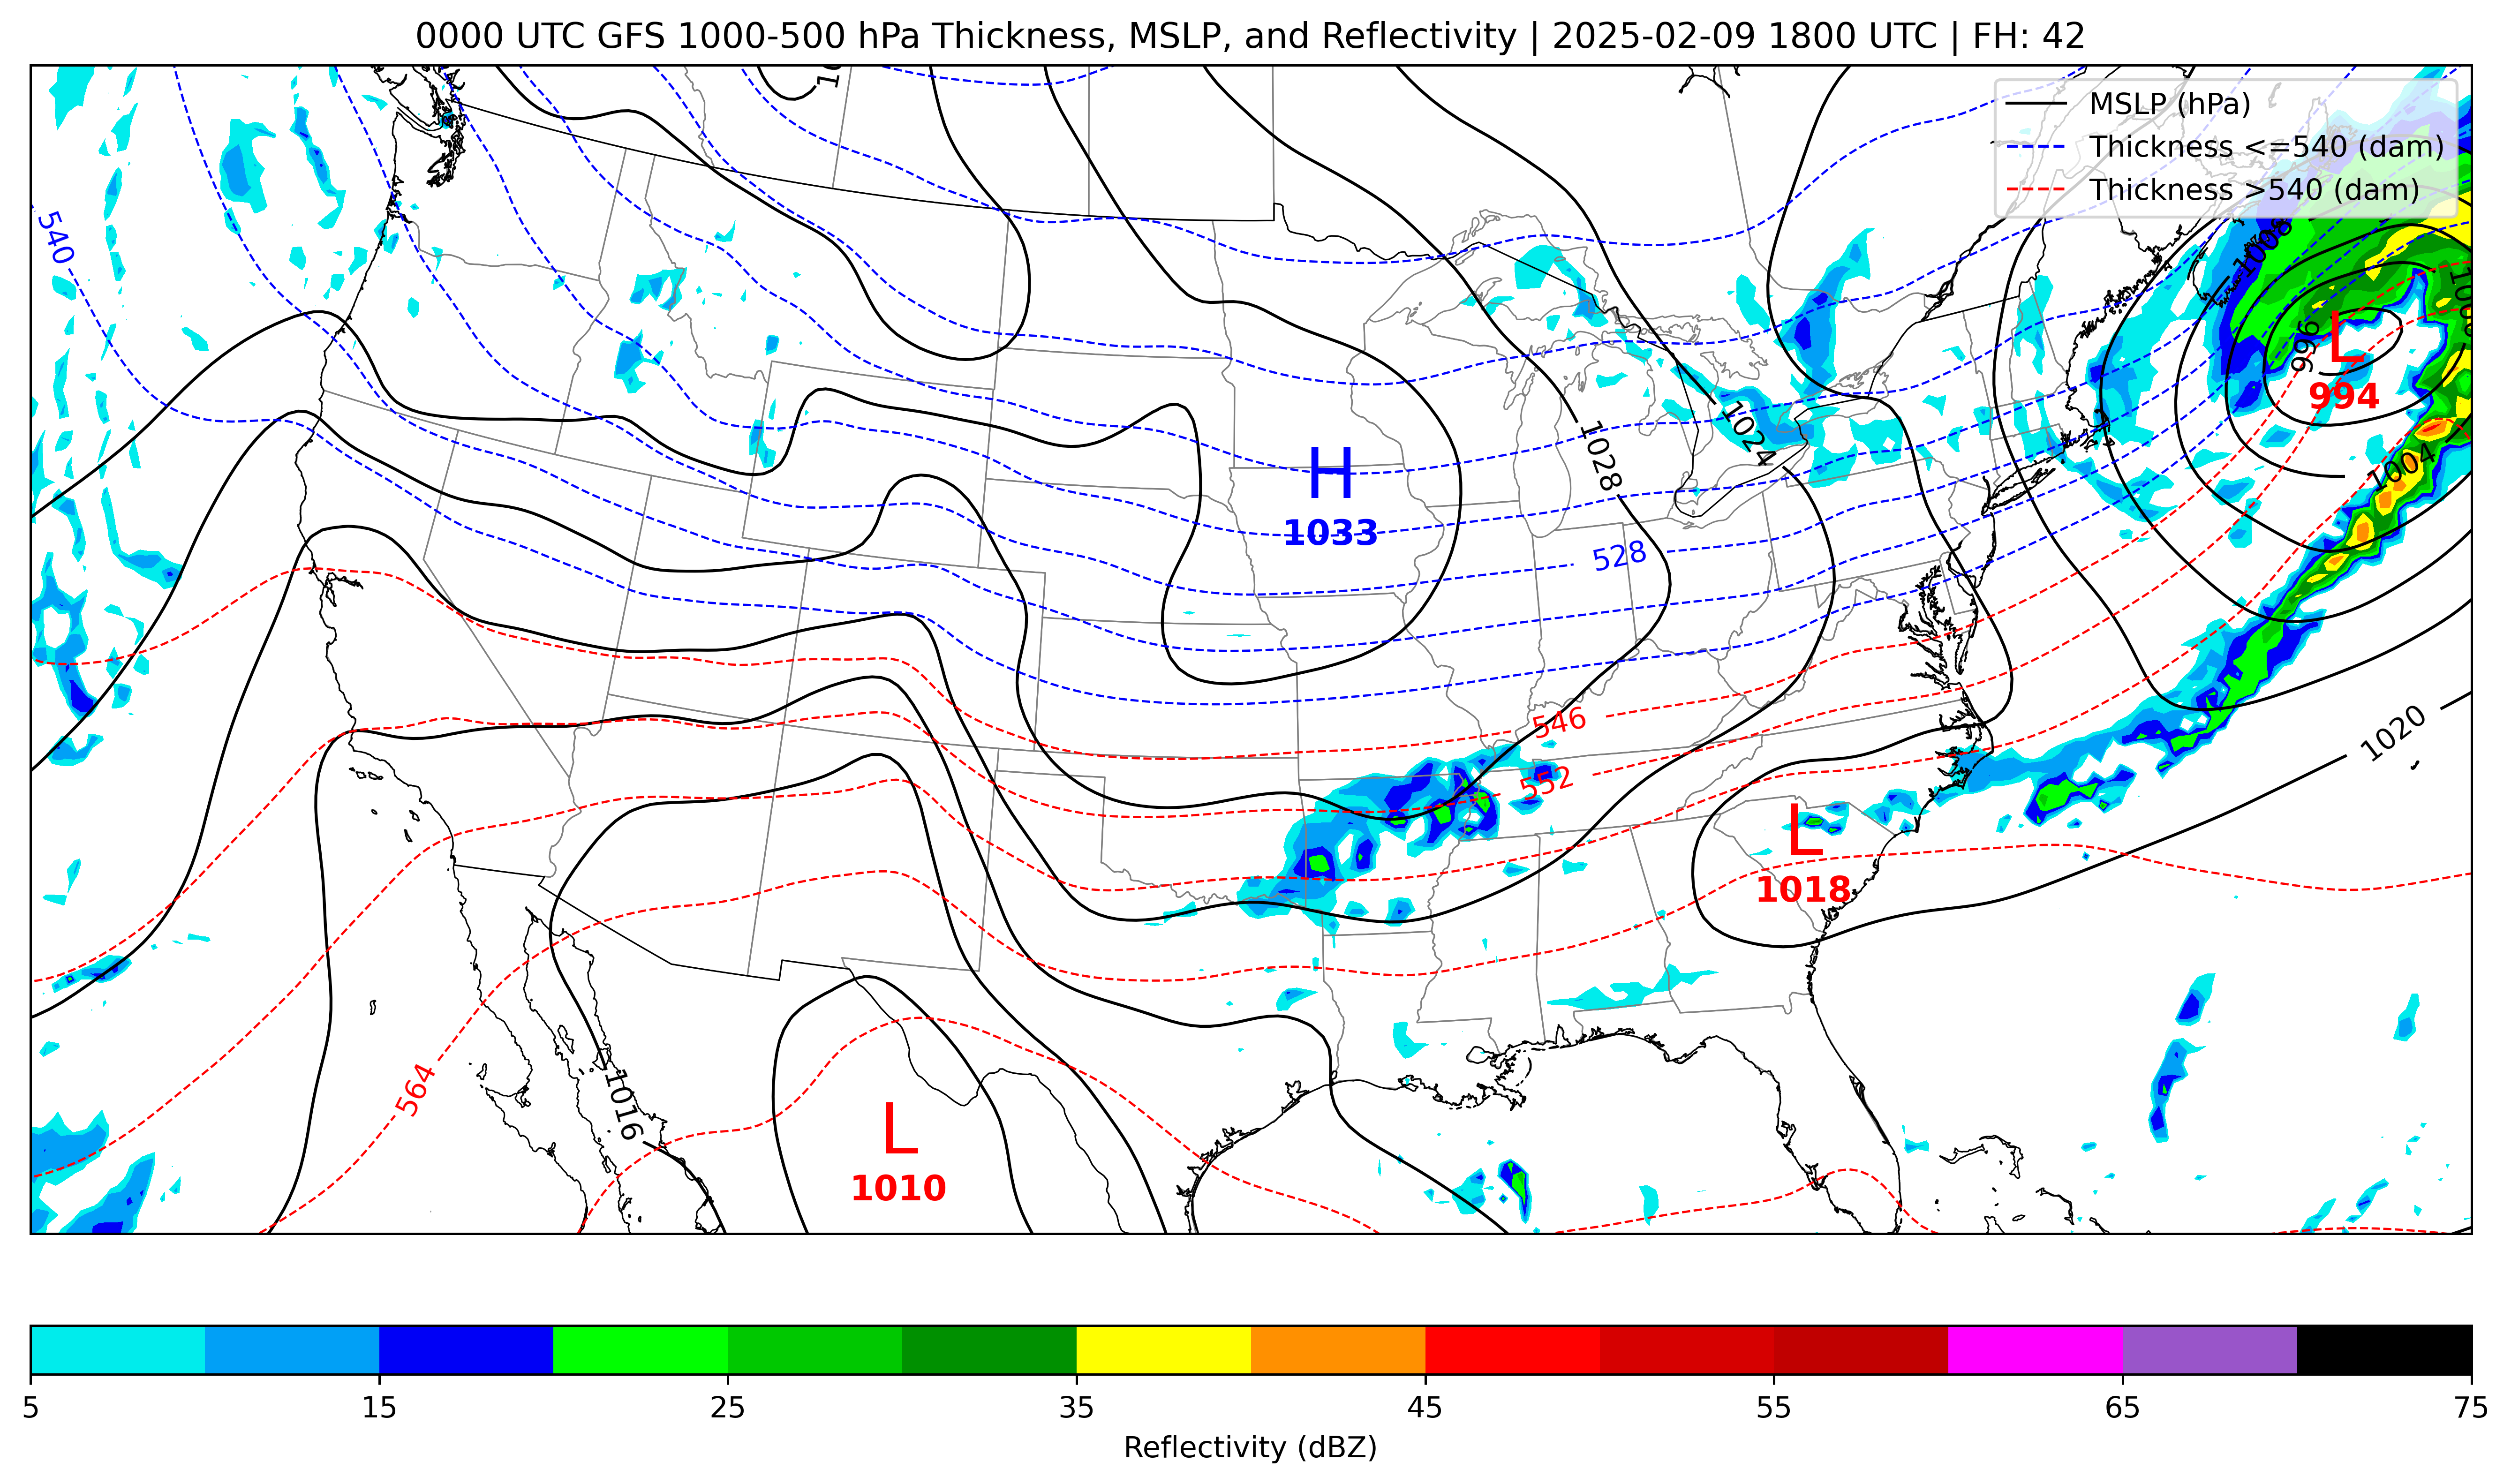 0000 UTC GFS 1000-500 hPa Thickness, MSLP, and Reflectivity | 2025-02-09 1800 UTC | FH: 42
MSLP (hPa)
Thickness <=540 (dam)
Thickness >540 (dam)
540
1008
996
L
994
1004
1028
1024
H
1033
528
546
552
1020
L
1018
564
1016
L
1010
5 15 25 35 45 55 65 75
Reflectivity (dBZ)